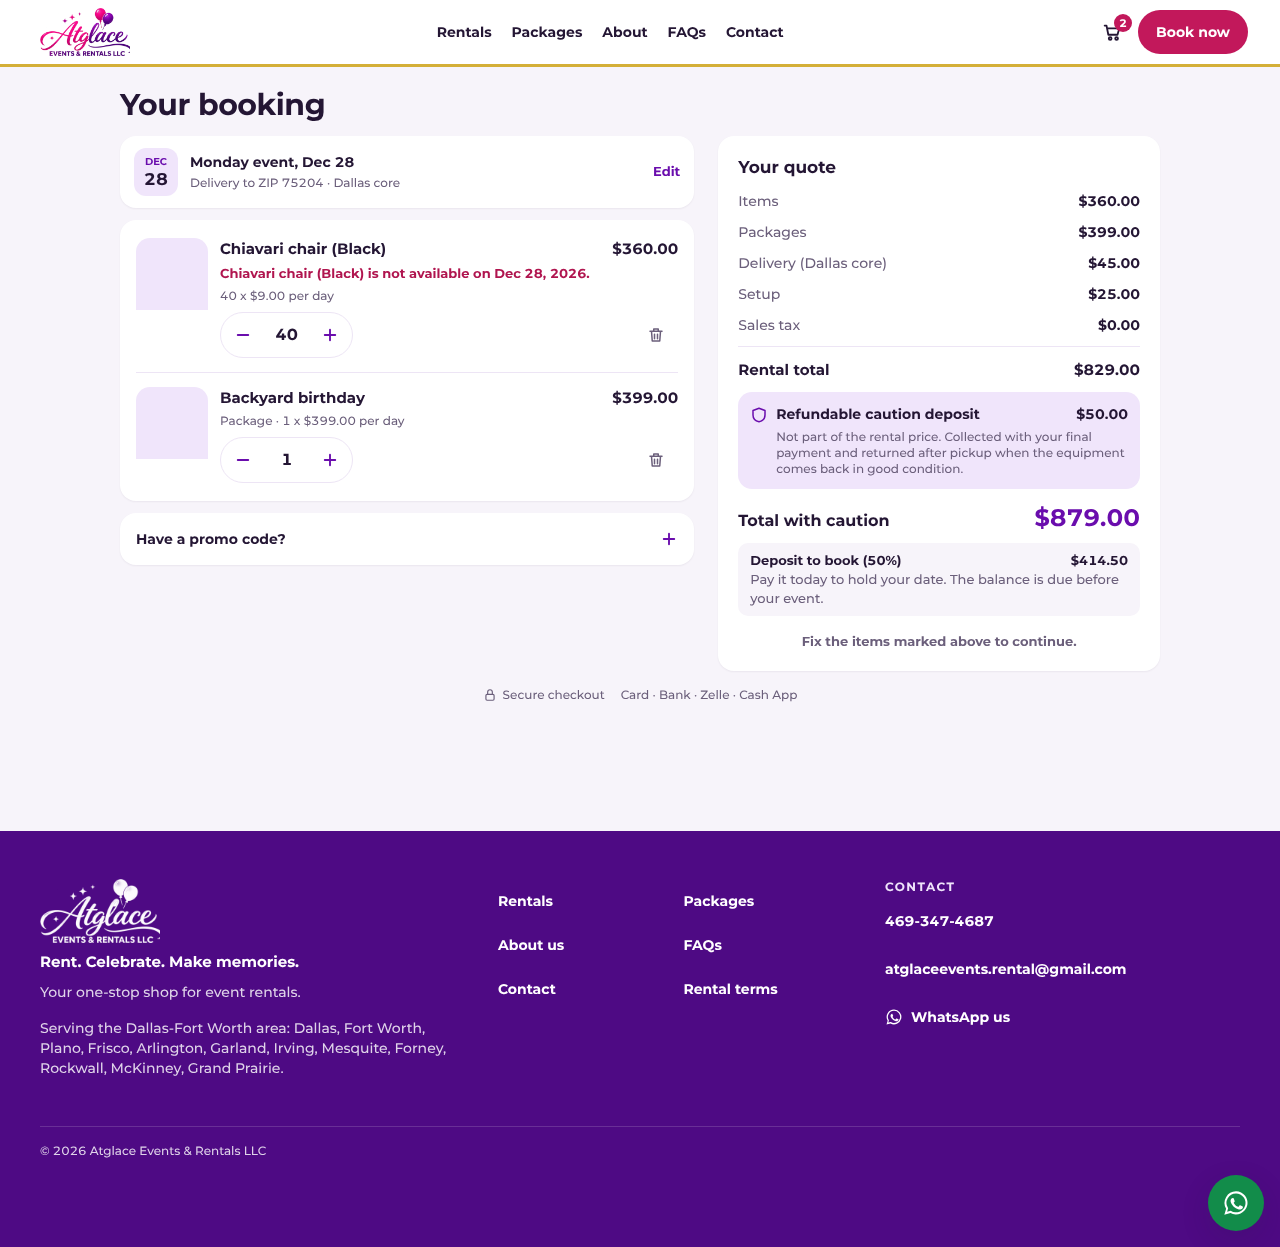 Atglace
EVENTS & RENTALS LLC
Rentals
Packages
About
FAQs
Contact
2
Book now
Your booking
DEC
28
Monday event, Dec 28
Delivery to ZIP 75204 · Dallas core
Edit
Chiavari chair (Black)
$360.00
Chiavari chair (Black) is not available on Dec 28, 2026.
40 x $9.00 per day
40
Backyard birthday
$399.00
Package · 1 x $399.00 per day
1
Have a promo code?
Your quote
Items $360.00
Packages $399.00
Delivery (Dallas core) $45.00
Setup $25.00
Sales tax $0.00
Rental total $829.00
Refundable caution deposit $50.00
Not part of the rental price. Collected with your final
payment and returned after pickup when the equipment
comes back in good condition.
Total with caution $879.00
Deposit to book (50%) $414.50
Pay it today to hold your date. The balance is due before
your event.
Fix the items marked above to continue.
Secure checkout
Card · Bank · Zelle · Cash App
Atglace
EVENTS & RENTALS LLC
Rent. Celebrate. Make memories.
Your one-stop shop for event rentals.
Serving the Dallas-Fort Worth area: Dallas, Fort Worth,
Plano, Frisco, Arlington, Garland, Irving, Mesquite, Forney,
Rockwall, McKinney, Grand Prairie.
Rentals
Packages
About us
FAQs
Contact
Rental terms
CONTACT
469-347-4687
atglaceevents.rental@gmail.com
WhatsApp us
© 2026 Atglace Events & Rentals LLC